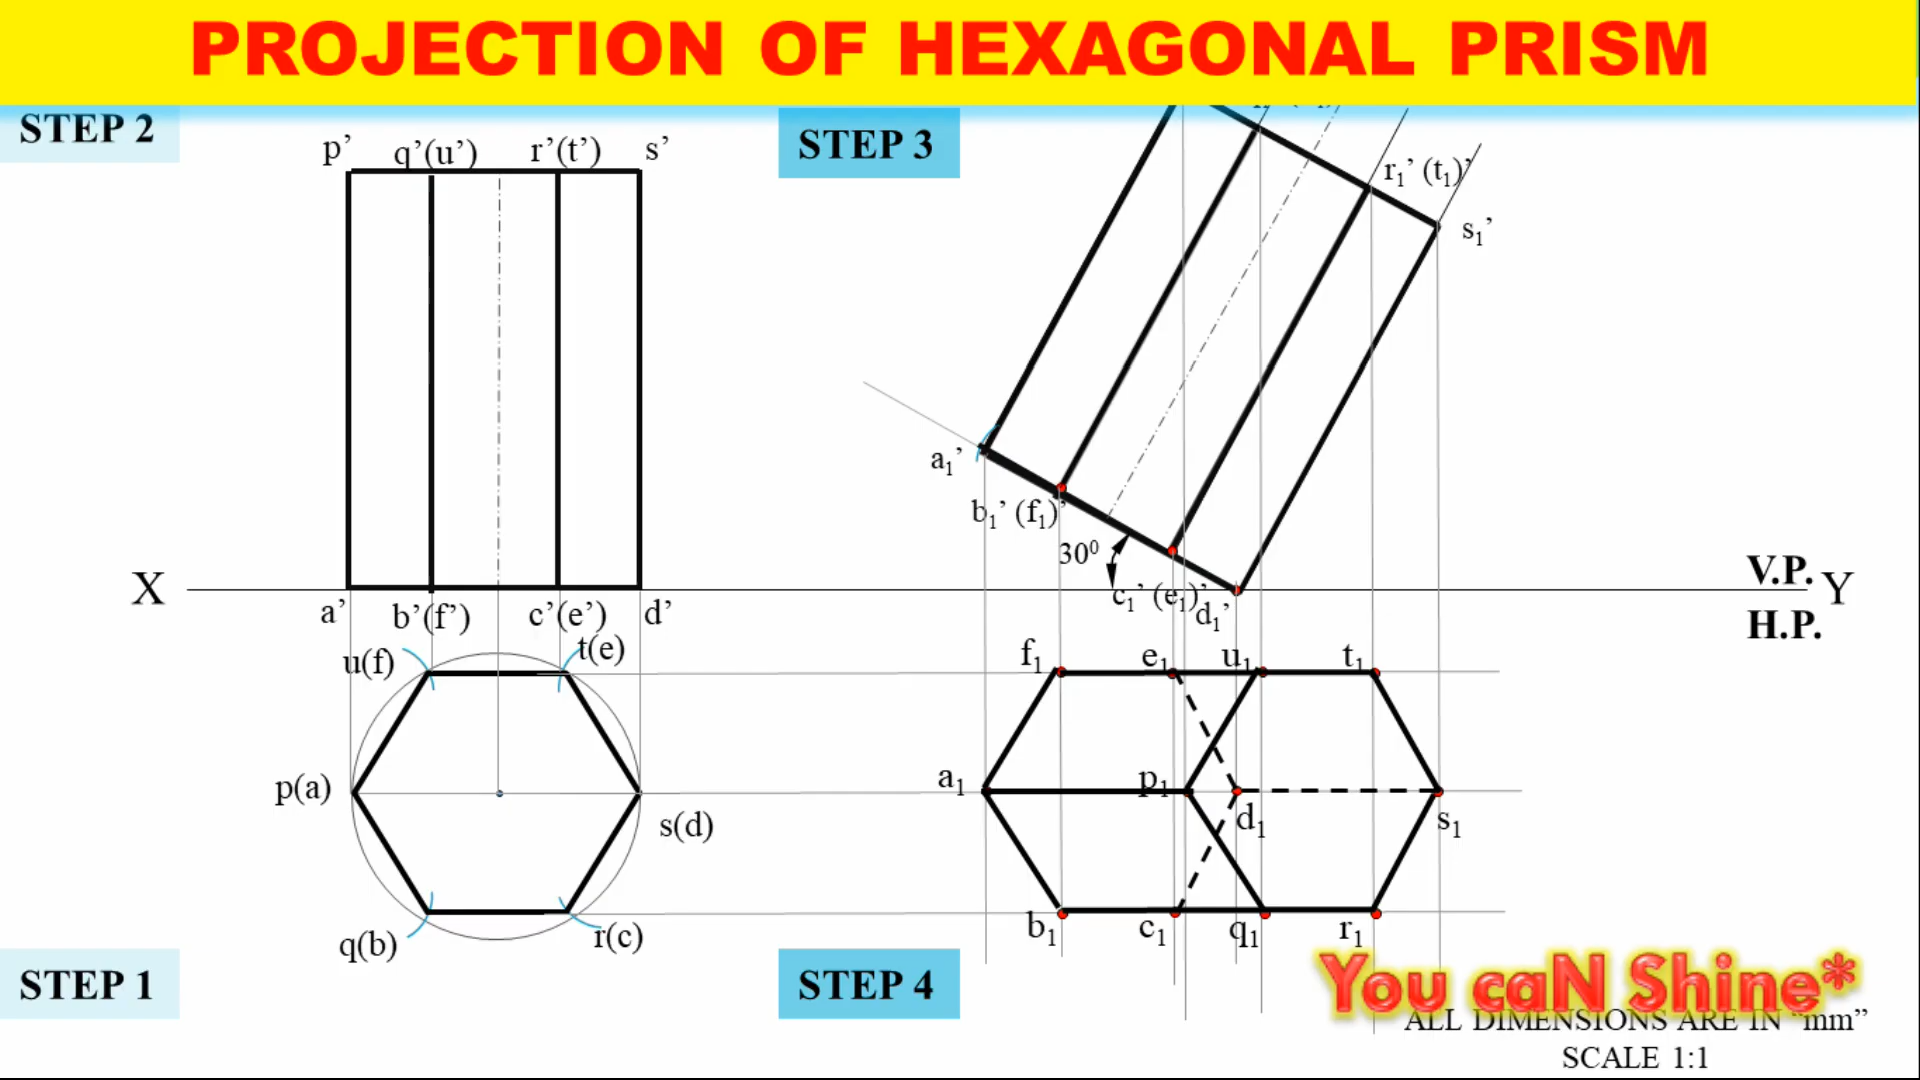 PROJECTION OF HEXAGONAL PRISM
STEP 2
p’ q’(u’) r’(t’) s’
STEP 3
r₁’ (t₁)’
s₁’
a₁’
b₁’ (f₁)’
30⁰
c₁’ (e₁)’
d₁’
X
V.P.
Y
H.P.
a’ b’(f’) c’(e’) d’
u(f) t(e)
p(a)
s(d)
q(b) r(c)
f₁ e₁ u₁ t₁
a₁ p₁
d₁ s₁
b₁ c₁ q₁ r₁
STEP 1
STEP 4
You caN Shine*
ALL DIMENSIONS ARE IN “mm”
SCALE 1:1